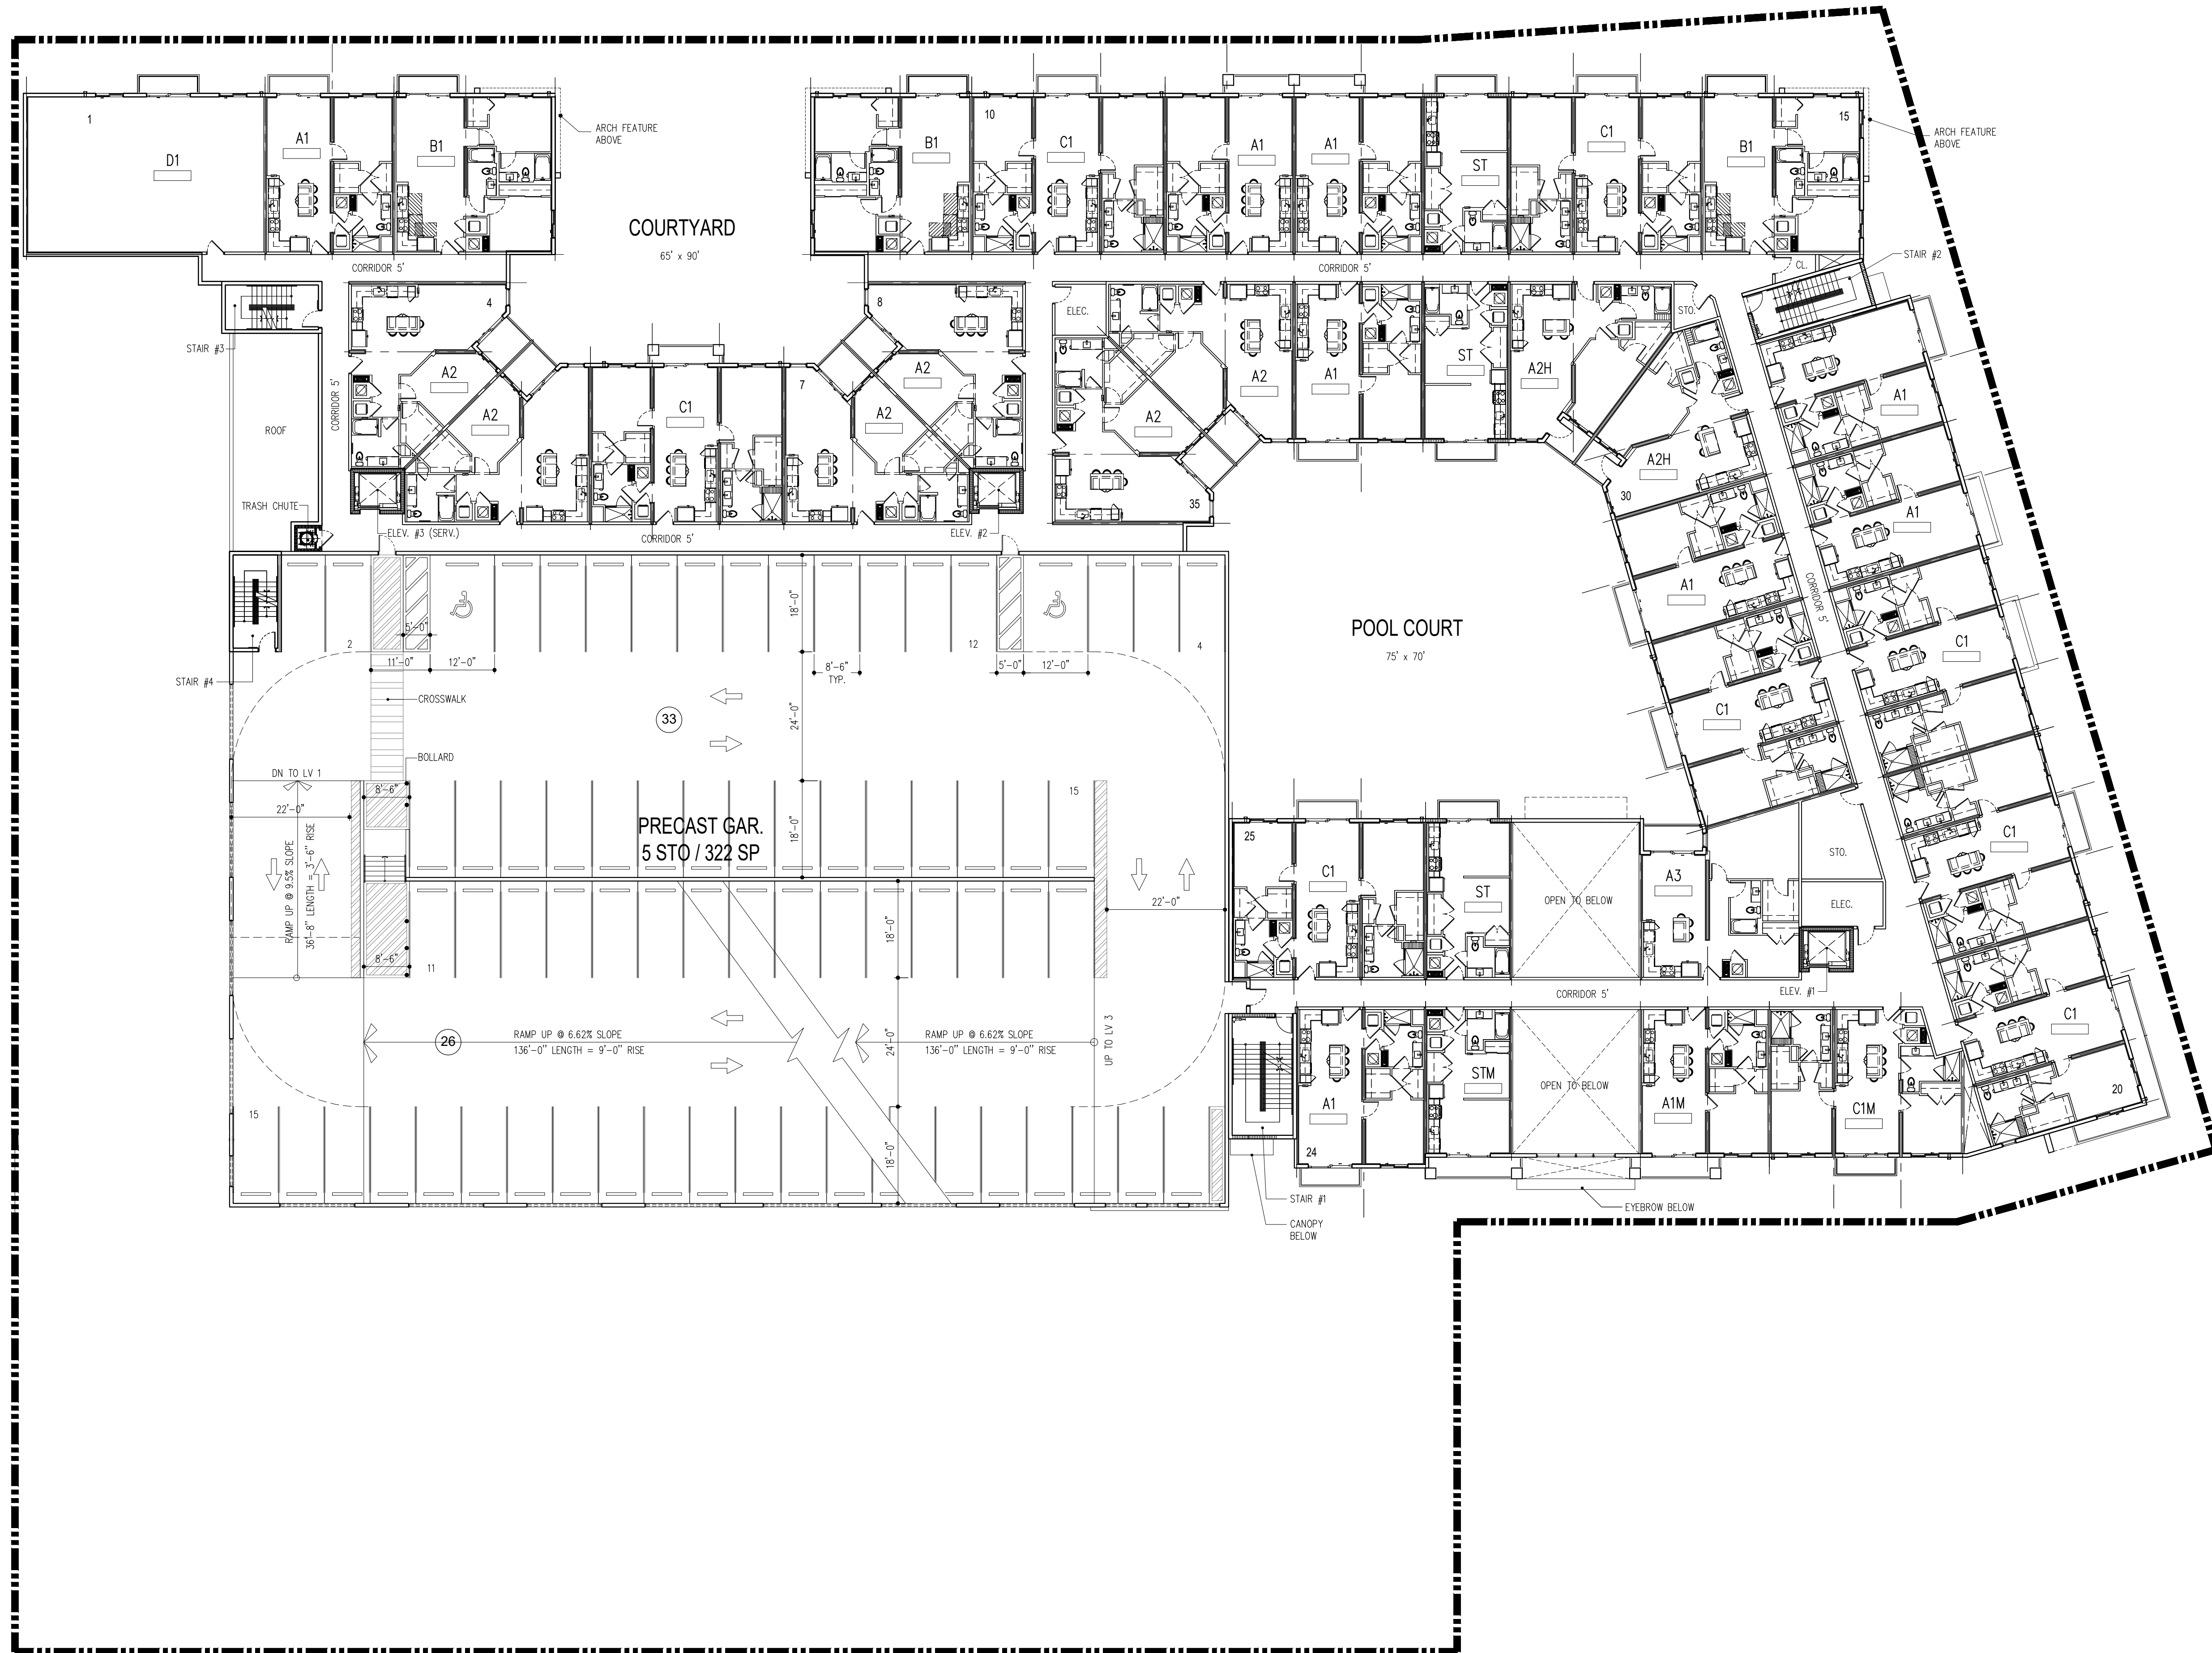 1
D1
A1
B1
ARCH FEATURE
ABOVE
COURTYARD
65' x 90'
B1
10
C1
A1
A1
ST
C1
B1
15
ARCH FEATURE
ABOVE
CORRIDOR 5'
CORRIDOR 5'
CL.
STAIR #2
STAIR #3
4
8
ELEC.
STO.
CORRIDOR 5'
ROOF
A2
A2
7
C1
A2
A2
A2
A2
A1
ST
A2H
A2H
30
A1
A1
35
TRASH CHUTE
ELEV. #3 (SERV.)
CORRIDOR 5'
ELEV. #2
A1
CORRIDOR 5'
C1
C1
POOL COURT
75' x 70'
2
12
4
18'-0"
5'-0"
11'-0"
12'-0"
8'-6"
TYP.
5'-0"
12'-0"
STAIR #4
CROSSWALK
33
24'-0"
BOLLARD
DN TO LV 1
22'-0"
8'-6"
15
PRECAST GAR.
5 STO / 322 SP
18'-0"
RAMP UP @ 9.5% SLOPE
36'-8" LENGTH = 3'-6" RISE
22'-0"
18'-0"
8'-6"
11
26
RAMP UP @ 6.62% SLOPE
136'-0" LENGTH = 9'-0" RISE
24'-0"
RAMP UP @ 6.62% SLOPE
136'-0" LENGTH = 9'-0" RISE
UP TO LV 3
15
18'-0"
25
C1
ST
OPEN TO BELOW
A3
STO.
ELEC.
C1
CORRIDOR 5'
ELEV. #1
A1
24
STM
OPEN TO BELOW
A1M
C1M
C1
20
STAIR #1
CANOPY
BELOW
EYEBROW BELOW